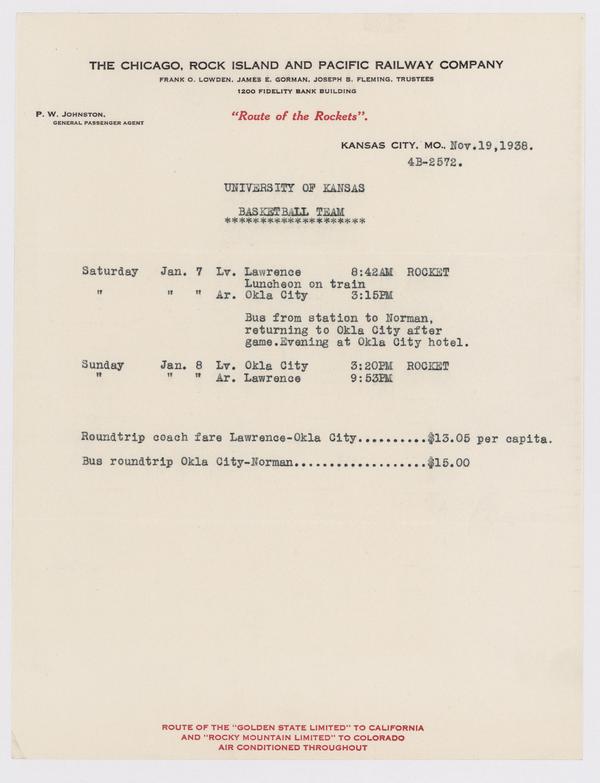 THE CHICAGO, ROCK ISLAND AND PACIFIC RAILWAY COMPANY
FRANK O. LOWDEN, JAMES E. GORMAN, JOSEPH B. FLEMING, TRUSTEES
1200 FIDELITY BANK BUILDING
P. W. JOHNSTON,
GENERAL PASSENGER AGENT
"Route of the Rockets".
KANSAS CITY, MO., Nov.19,1938.
4B-2572.
UNIVERSITY OF KANSAS
BASKETBALL TEAM
********************
Saturday Jan. 7 Lv. Lawrence 8:42AM ROCKET
Luncheon on train
" " " Ar. Okla City 3:15PM
Bus from station to Norman,
returning to Okla City after
game.Evening at Okla City hotel.
Sunday Jan. 8 Lv. Okla City 3:20PM ROCKET
" " " Ar. Lawrence 9:53PM
Roundtrip coach fare Lawrence-Okla City..........$13.05 per capita.
Bus roundtrip Okla City-Norman...................$15.00
ROUTE OF THE "GOLDEN STATE LIMITED" TO CALIFORNIA
AND "ROCKY MOUNTAIN LIMITED" TO COLORADO
AIR CONDITIONED THROUGHOUT